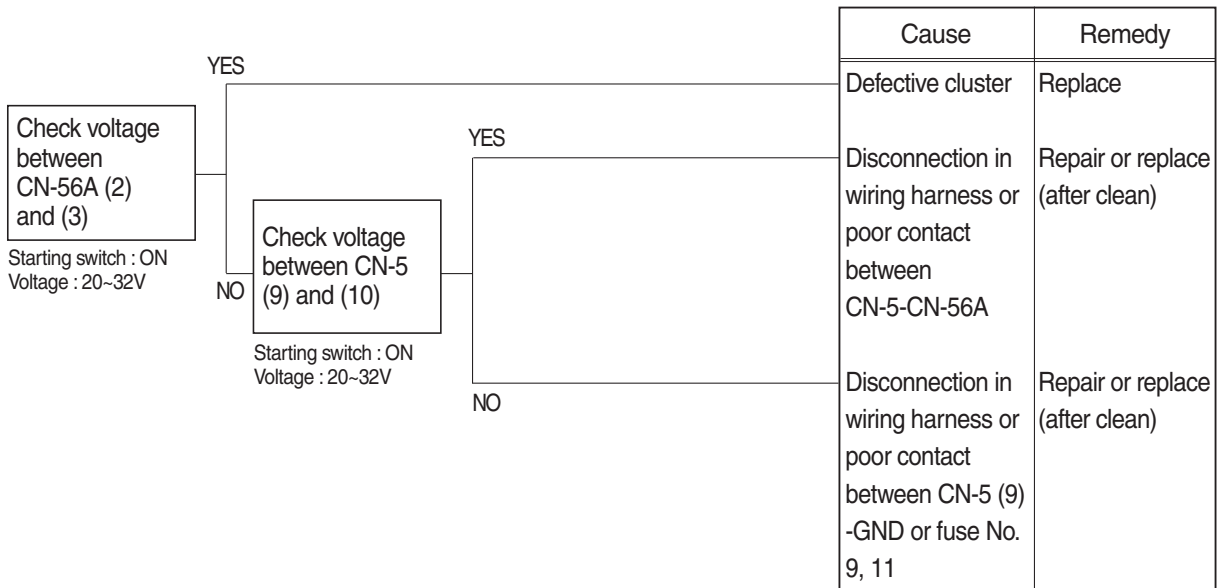 Cause
Remedy
YES
Defective cluster
Replace
Check voltage
between
CN-56A (2)
and (3)
Starting switch : ON
Voltage : 20~32V
YES
Disconnection in
wiring harness or
poor contact
between
CN-5-CN-56A
Repair or replace
(after clean)
NO
Check voltage
between CN-5
(9) and (10)
Starting switch : ON
Voltage : 20~32V
NO
Disconnection in
wiring harness or
poor contact
between CN-5 (9)
-GND or fuse No.
9, 11
Repair or replace
(after clean)